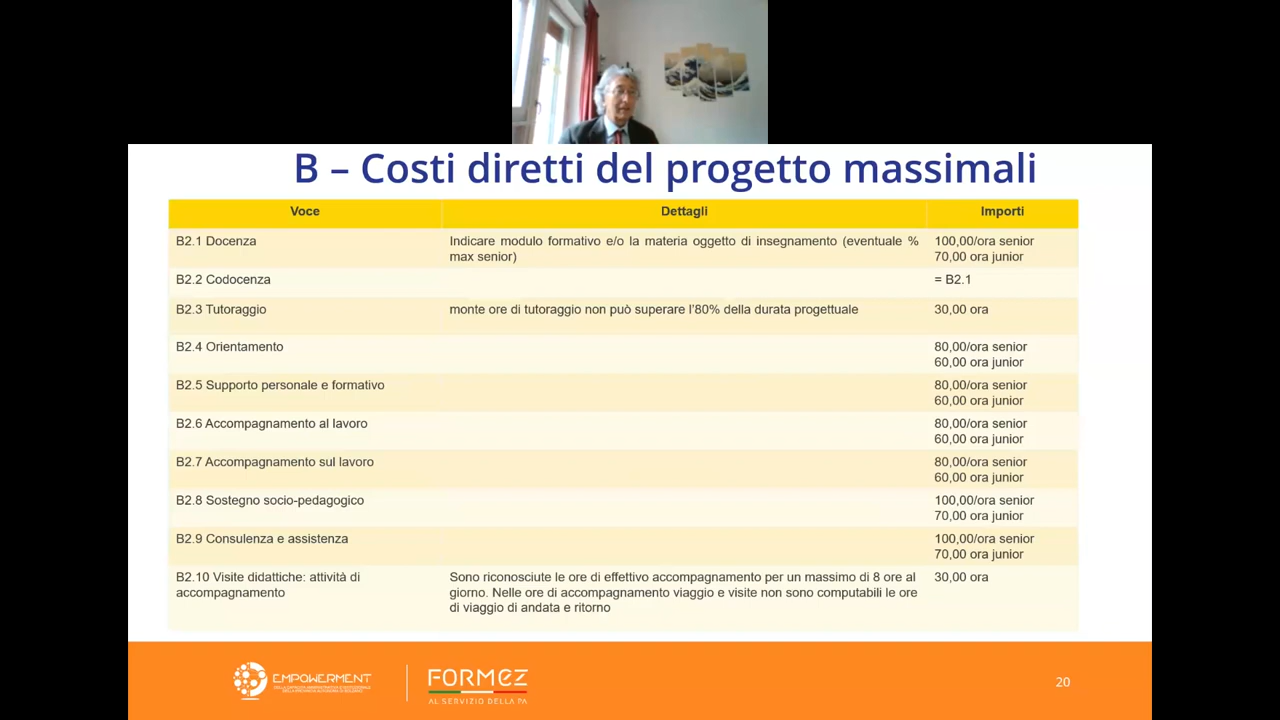 B – Costi diretti del progetto massimali
Voce Dettagli Importi
B2.1 Docenza Indicare modulo formativo e/o la materia oggetto di insegnamento (eventuale % 100,00/ora senior
max senior) 70,00 ora junior
B2.2 Codocenza = B2.1
B2.3 Tutoraggio monte ore di tutoraggio non può superare l’80% della durata progettuale 30,00 ora
B2.4 Orientamento 80,00/ora senior
60,00 ora junior
B2.5 Supporto personale e formativo 80,00/ora senior
60,00 ora junior
B2.6 Accompagnamento al lavoro 80,00/ora senior
60,00 ora junior
B2.7 Accompagnamento sul lavoro 80,00/ora senior
60,00 ora junior
B2.8 Sostegno socio-pedagogico 100,00/ora senior
70,00 ora junior
B2.9 Consulenza e assistenza 100,00/ora senior
70,00 ora junior
B2.10 Visite didattiche: attività di Sono riconosciute le ore di effettivo accompagnamento per un massimo di 8 ore al 30,00 ora
accompagnamento giorno. Nelle ore di accompagnamento viaggio e visite non sono computabili le ore
di viaggio di andata e ritorno
EMPOWERMENT
FORMEZ
AL SERVIZIO DELLA PA
20